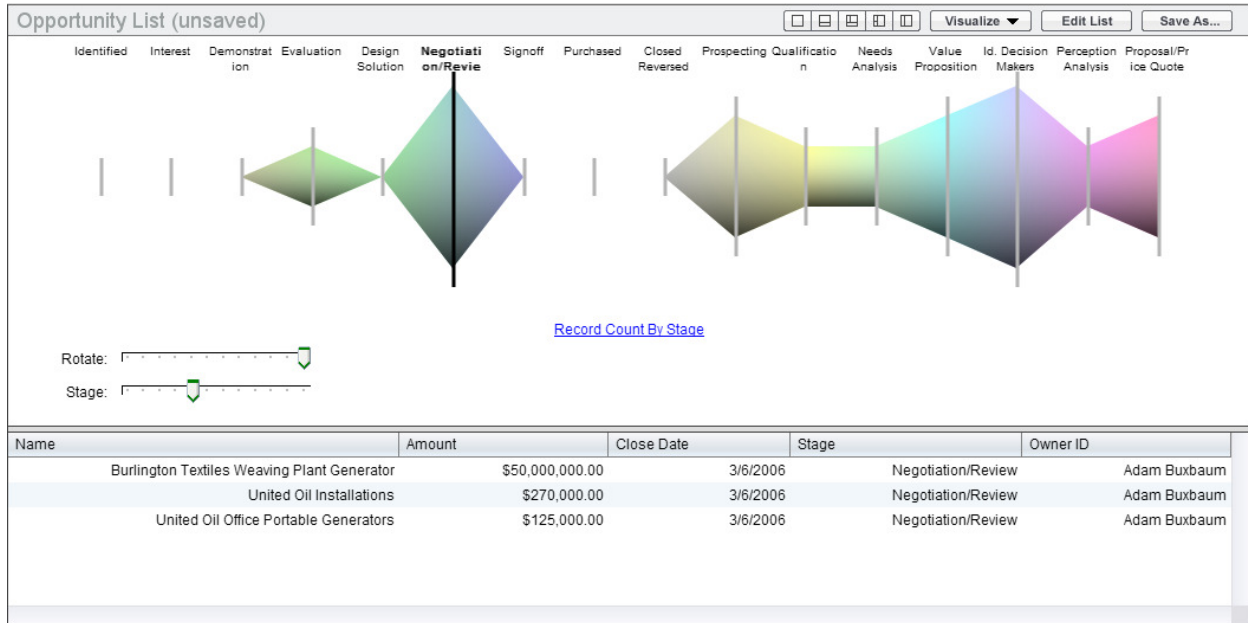 Opportunity List (unsaved)
Visualize
Edit List
Save As...
Identified Interest Demonstrat Evaluation Design Negotiati Signoff Purchased Closed Prospecting Qualificatio Needs Value Id. Decision Perception Proposal/Pr
ion Solution on/Revie Reversed n Analysis Proposition Makers Analysis ice Quote
Record Count By Stage
Rotate:
Stage:
Name Amount Close Date Stage Owner ID
Burlington Textiles Weaving Plant Generator $50,000,000.00 3/6/2006 Negotiation/Review Adam Buxbaum
United Oil Installations $270,000.00 3/6/2006 Negotiation/Review Adam Buxbaum
United Oil Office Portable Generators $125,000.00 3/6/2006 Negotiation/Review Adam Buxbaum